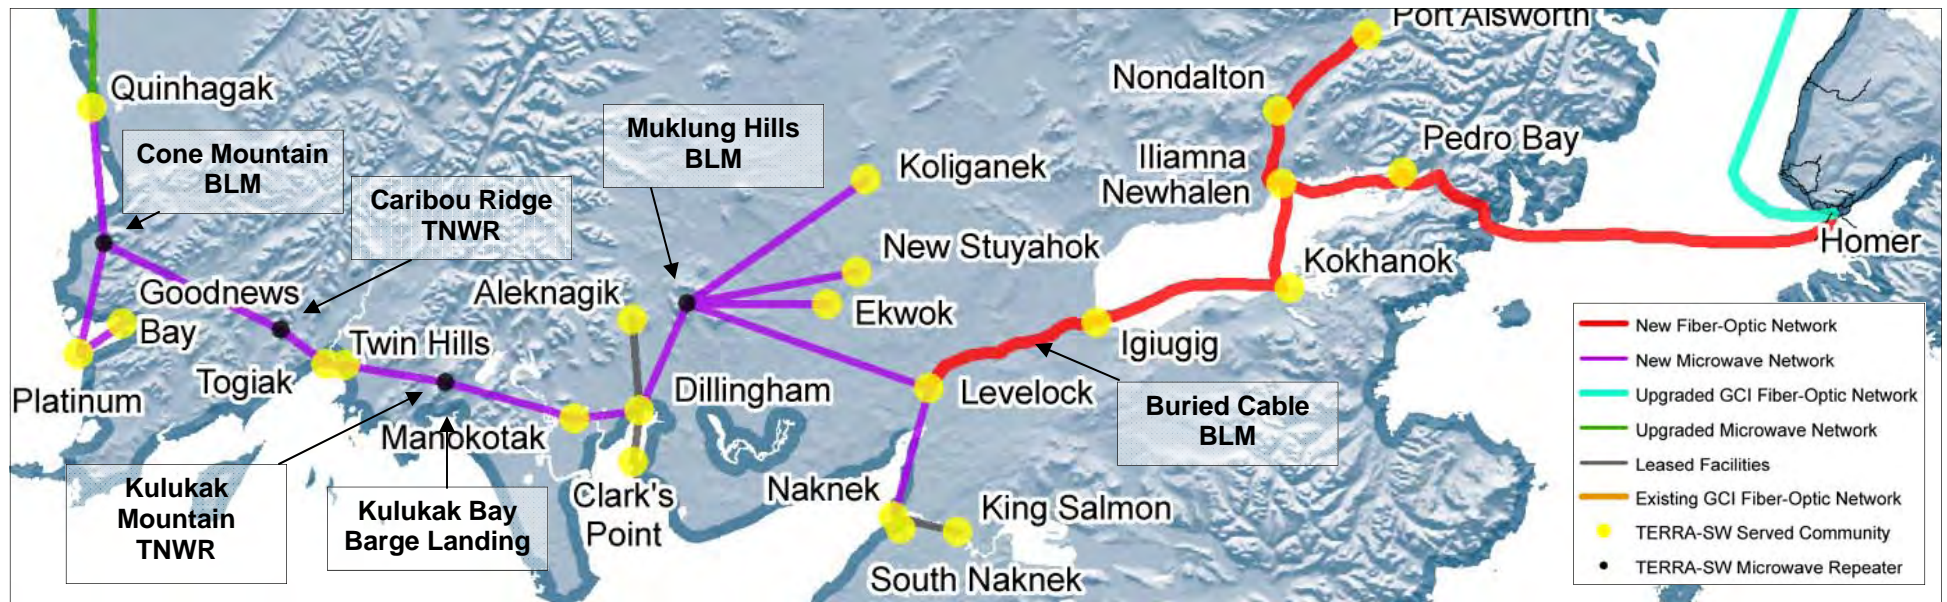 Port Alsworth
Quinhagak
Nondalton
Muklung Hills
BLM
Cone Mountain
BLM
Koliganek
Pedro Bay
Iliamna
Newhalen
Caribou Ridge
TNWR
New Stuyahok
Homer
Kokhanok
Goodnews
Bay
Aleknagik
Ekwok
Igiugig
Twin Hills
Togiak
Platinum
Dillingham
Levelock
Buried Cable
BLM
Manokotak
Kulukak
Mountain
TNWR
Kulukak Bay
Barge Landing
Clark's
Point
Naknek
King Salmon
South Naknek
New Fiber-Optic Network
New Microwave Network
Upgraded GCI Fiber-Optic Network
Upgraded Microwave Network
Leased Facilities
Existing GCI Fiber-Optic Network
TERRA-SW Served Community
TERRA-SW Microwave Repeater